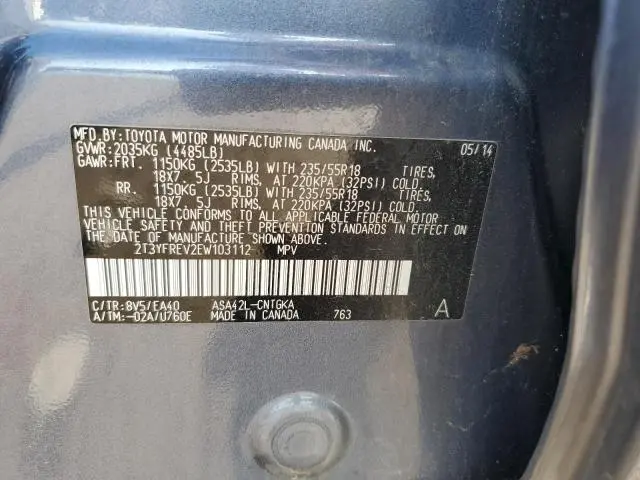 MFD.BY:TOYOTA MOTOR MANUFACTURING CANADA, INC. 05/14
GVWR:2035KG (4485LB)
GAWR:FRT. 1150KG (2535LB) WITH 235/55R18 TIRES,
18X7.5J RIMS, AT 220KPA (32PSI) COLD.
RR. 1150KG (2535LB) WITH 235/55R18 TIRES,
18X7.5J RIMS, AT 220KPA (32PSI) COLD.
THIS VEHICLE CONFORMS TO ALL APPLICABLE FEDERAL MOTOR
VEHICLE SAFETY AND THEFT PREVENTION STANDARDS IN EFFECT ON THE
DATE OF MANUFACTURE SHOWN ABOVE.
2T3YFREV2EW103112 MPV
C/TR:8V5/EA40 ASA42L-CNTGKA
A/TM:-02A/U760E MADE IN CANADA 763 A